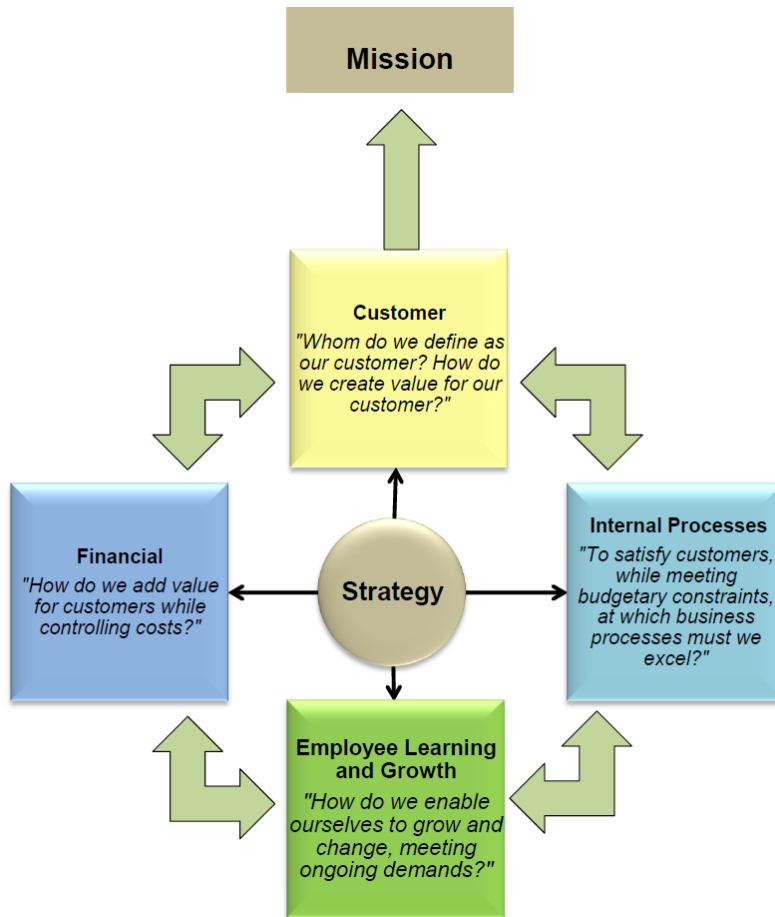 Mission
Customer
"Whom do we define as
our customer? How do
we create value for our
customer?"
Financial
"How do we add value
for customers while
controlling costs?"
Strategy
Internal Processes
"To satisfy customers,
while meeting
budgetary constraints,
at which business
processes must we
excel?"
Employee Learning
and Growth
"How do we enable
ourselves to grow and
change, meeting
ongoing demands?"